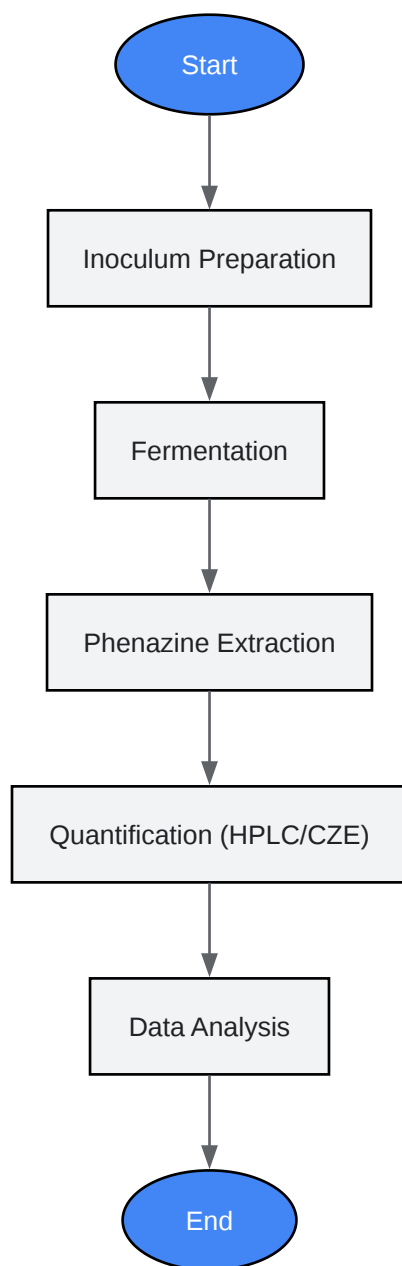 Start
Inoculum Preparation
Fermentation
Phenazine Extraction
Quantification (HPLC/CZE)
Data Analysis
End